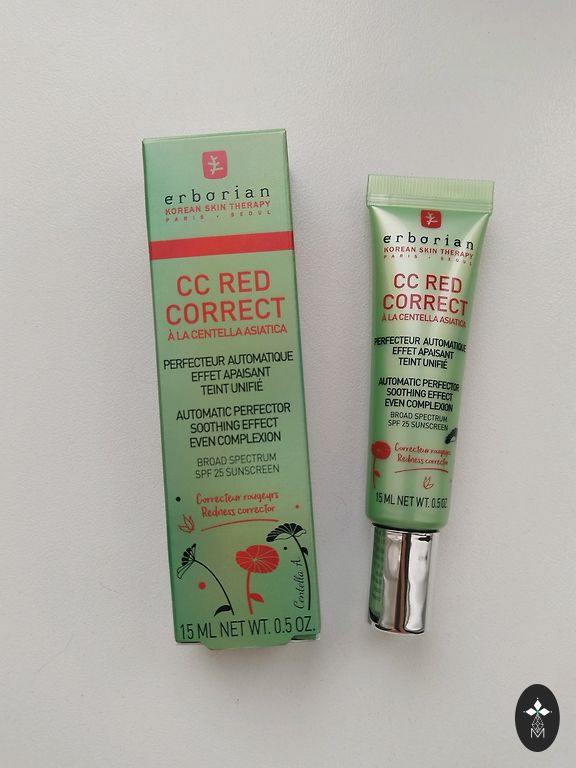 erborian
KOREAN SKIN THERAPY
PARIS • SEOUL
CC RED
CORRECT
À LA CENTELLA ASIATICA
PERFECTEUR AUTOMATIQUE
EFFET APAISANT
TEINT UNIFIÉ
AUTOMATIC PERFECTOR
SOOTHING EFFECT
EVEN COMPLEXION
BROAD SPECTRUM
SPF 25 SUNSCREEN
Correcteur rougeurs
Redness corrector
Centella A.
15 ML NET WT. 0.5 OZ.
erborian
KOREAN SKIN THERAPY
PARIS • SEOUL
CC RED
CORRECT
À LA CENTELLA ASIATICA
PERFECTEUR AUTOMATIQUE
EFFET APAISANT
TEINT UNIFIÉ
AUTOMATIC PERFECTOR
SOOTHING EFFECT
EVEN COMPLEXION
BROAD SPECTRUM
SPF 25 SUNSCREEN
Correcteur rougeurs
Redness corrector
15 ML NET WT. 0.5 OZ
M